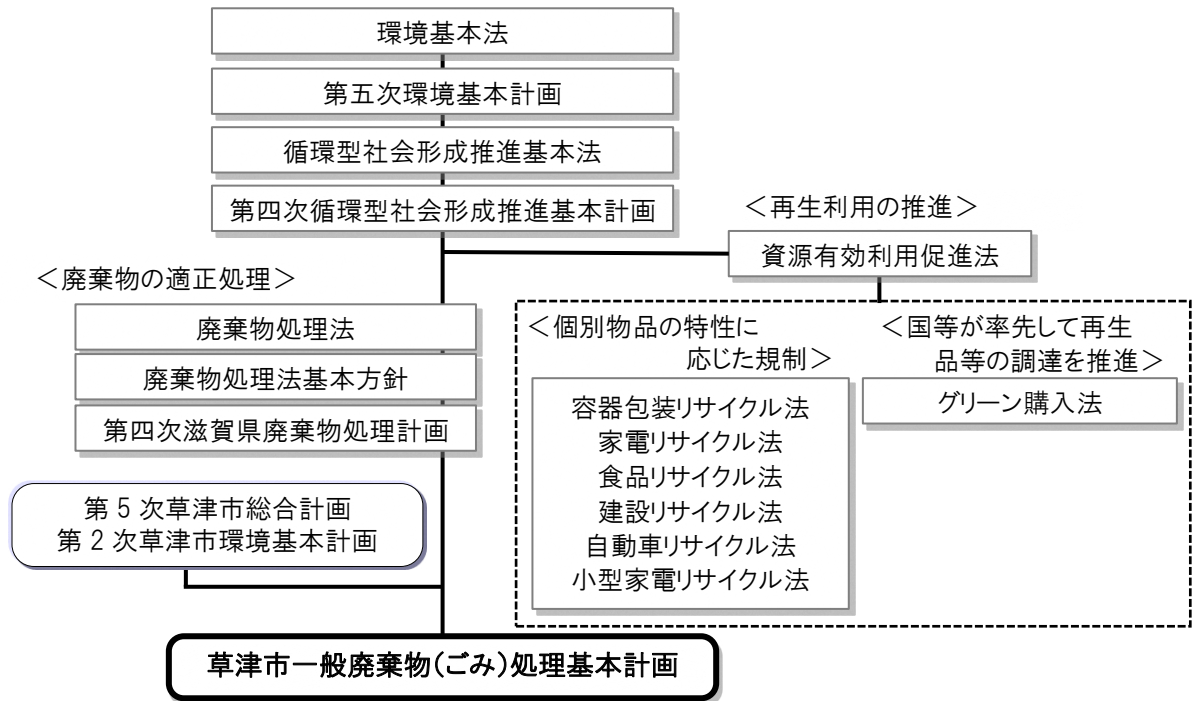 環境基本法
第五次環境基本計画
循環型社会形成推進基本法
第四次循環型社会形成推進基本計画
＜再生利用の推進＞
資源有効利用促進法
＜廃棄物の適正処理＞
廃棄物処理法
廃棄物処理法基本方針
第四次滋賀県廃棄物処理計画
＜個別物品の特性に
応じた規制＞
容器包装リサイクル法
家電リサイクル法
食品リサイクル法
建設リサイクル法
自動車リサイクル法
小型家電リサイクル法
＜国等が率先して再生
品等の調達を推進＞
グリーン購入法
第 5 次草津市総合計画
第 2 次草津市環境基本計画
草津市一般廃棄物（ごみ）処理基本計画